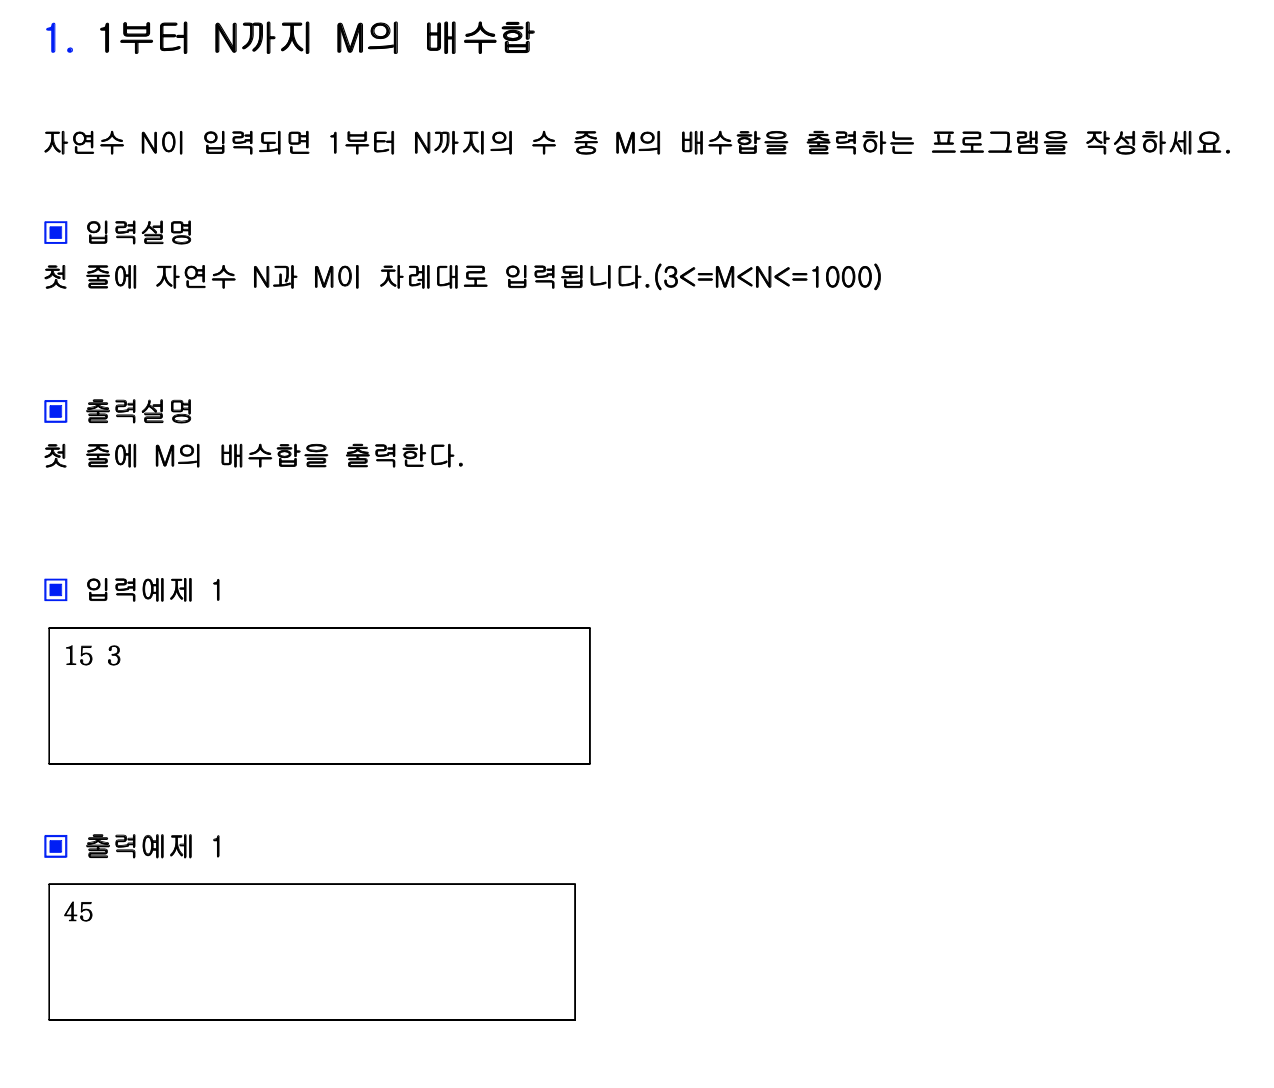 1. 1부터 N까지 M의 배수합
자연수 N이 입력되면 1부터 N까지의 수 중 M의 배수합을 출력하는 프로그램을 작성하세요.
▣ 입력설명
첫 줄에 자연수 N과 M이 차례대로 입력됩니다.(3<=M<N<=1000)
▣ 출력설명
첫 줄에 M의 배수합을 출력한다.
▣ 입력예제 1
15 3
▣ 출력예제 1
45